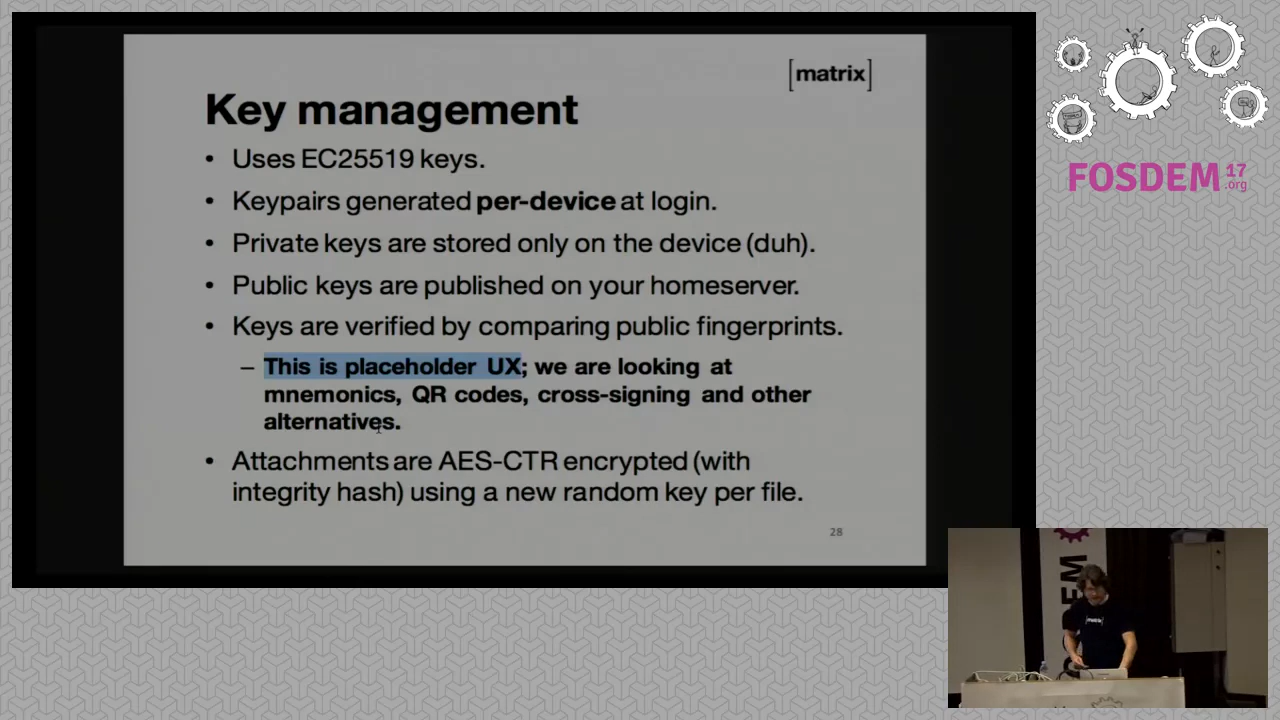 [matrix]
Key management
• Uses EC25519 keys.
• Keypairs generated per-device at login.
• Private keys are stored only on the device (duh).
• Public keys are published on your homeserver.
• Keys are verified by comparing public fingerprints.
– This is placeholder UX; we are looking at
mnemonics, QR codes, cross-signing and other
alternatives.
• Attachments are AES-CTR encrypted (with
integrity hash) using a new random key per file.
28
FOSDEM 17
.org
[matrix]